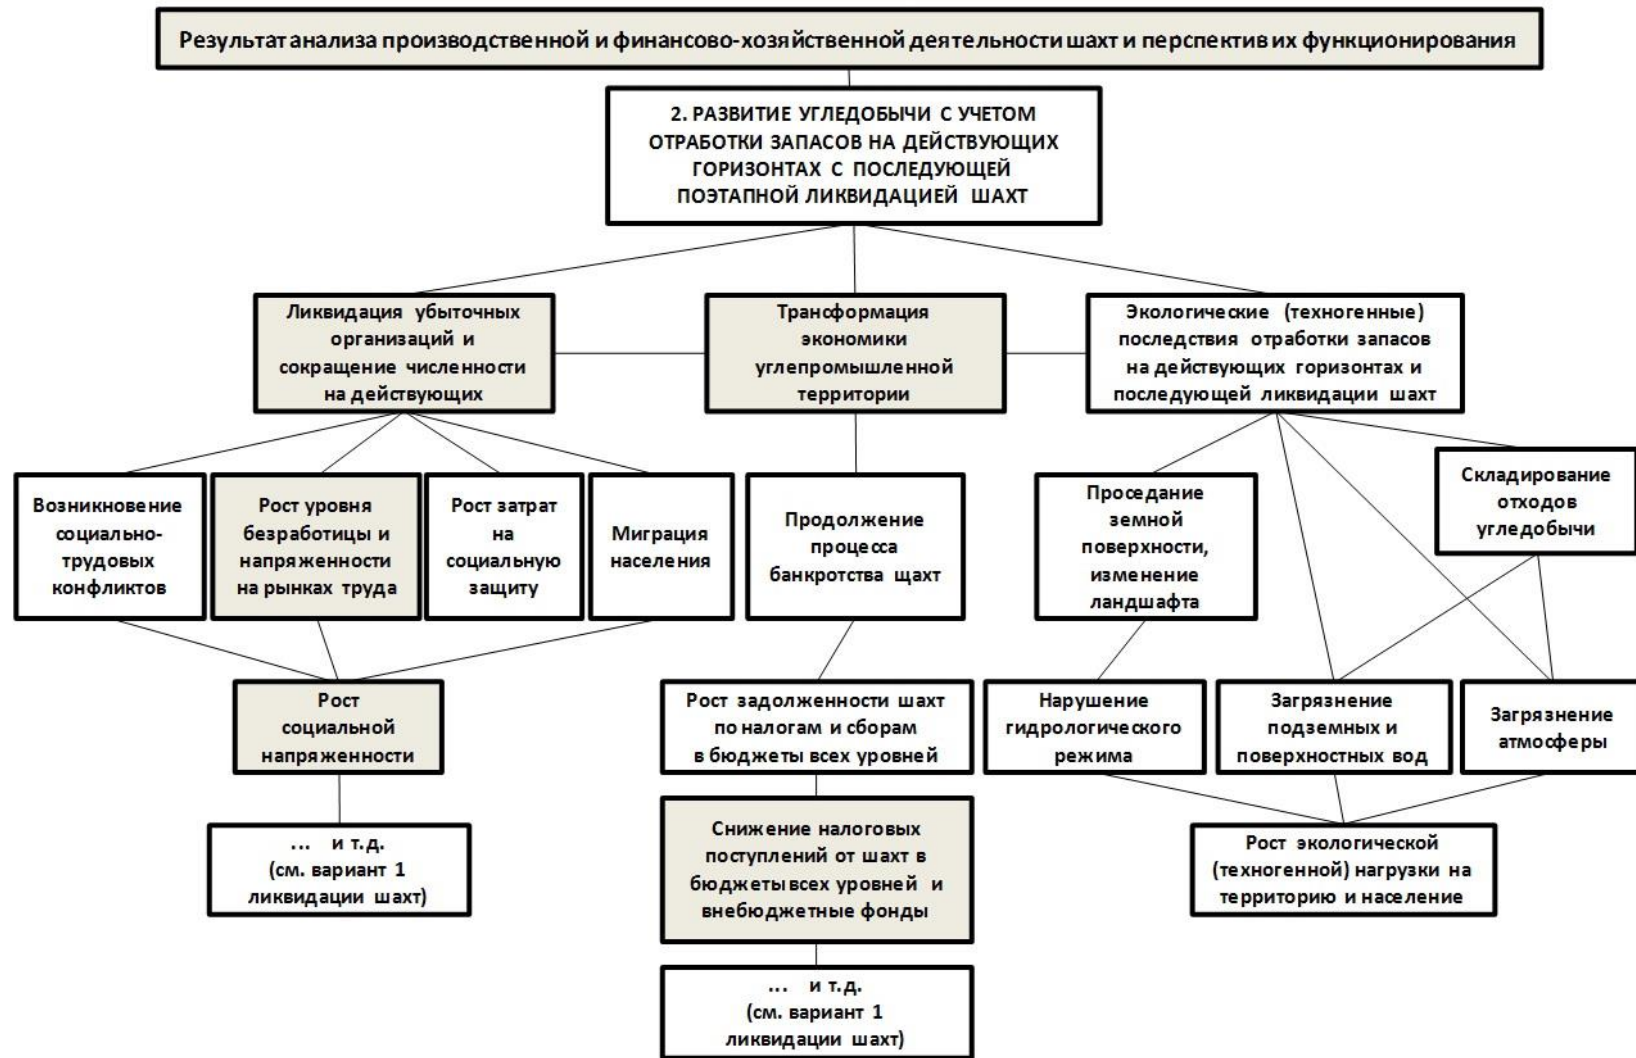 Результат анализа производственной и финансово-хозяйственной деятельности шахт и перспектив их функционирования
2. РАЗВИТИЕ УГЛЕДОБЫЧИ С УЧЕТОМ
ОТРАБОТКИ ЗАПАСОВ НА ДЕЙСТВУЮЩИХ
ГОРИЗОНТАХ С ПОСЛЕДУЮЩЕЙ
ПОЭТАПНОЙ ЛИКВИДАЦИЕЙ ШАХТ
Ликвидация убыточных
организаций и
сокращение численности
на действующих
Трансформация
экономики
углепромышленной
территории
Экологические (техногенные)
последствия отработки запасов
на действующих горизонтах и
последующей ликвидации шахт
Возникновение
социально-
трудовых
конфликтов
Рост уровня
безработицы и
напряженности
на рынках труда
Рост затрат
на
социальную
защиту
Миграция
населения
Продолжение
процесса
банкротства щахт
Проседание
земной
поверхности,
изменение
ландшафта
Складирование
отходов
угледобычи
Рост
социальной
напряженности
Рост задолженности шахт
по налогам и сборам
в бюджеты всех уровней
Нарушение
гидрологического
режима
Загрязнение
подземных и
поверхностных вод
Загрязнение
атмосферы
... и т.д.
(см. вариант 1
ликвидации шахт)
Снижение налоговых
поступлений от шахт в
бюджеты всех уровней и
внебюджетные фонды
Рост экологической
(техногенной) нагрузки на
территорию и население
... и т.д.
(см. вариант 1
ликвидации шахт)